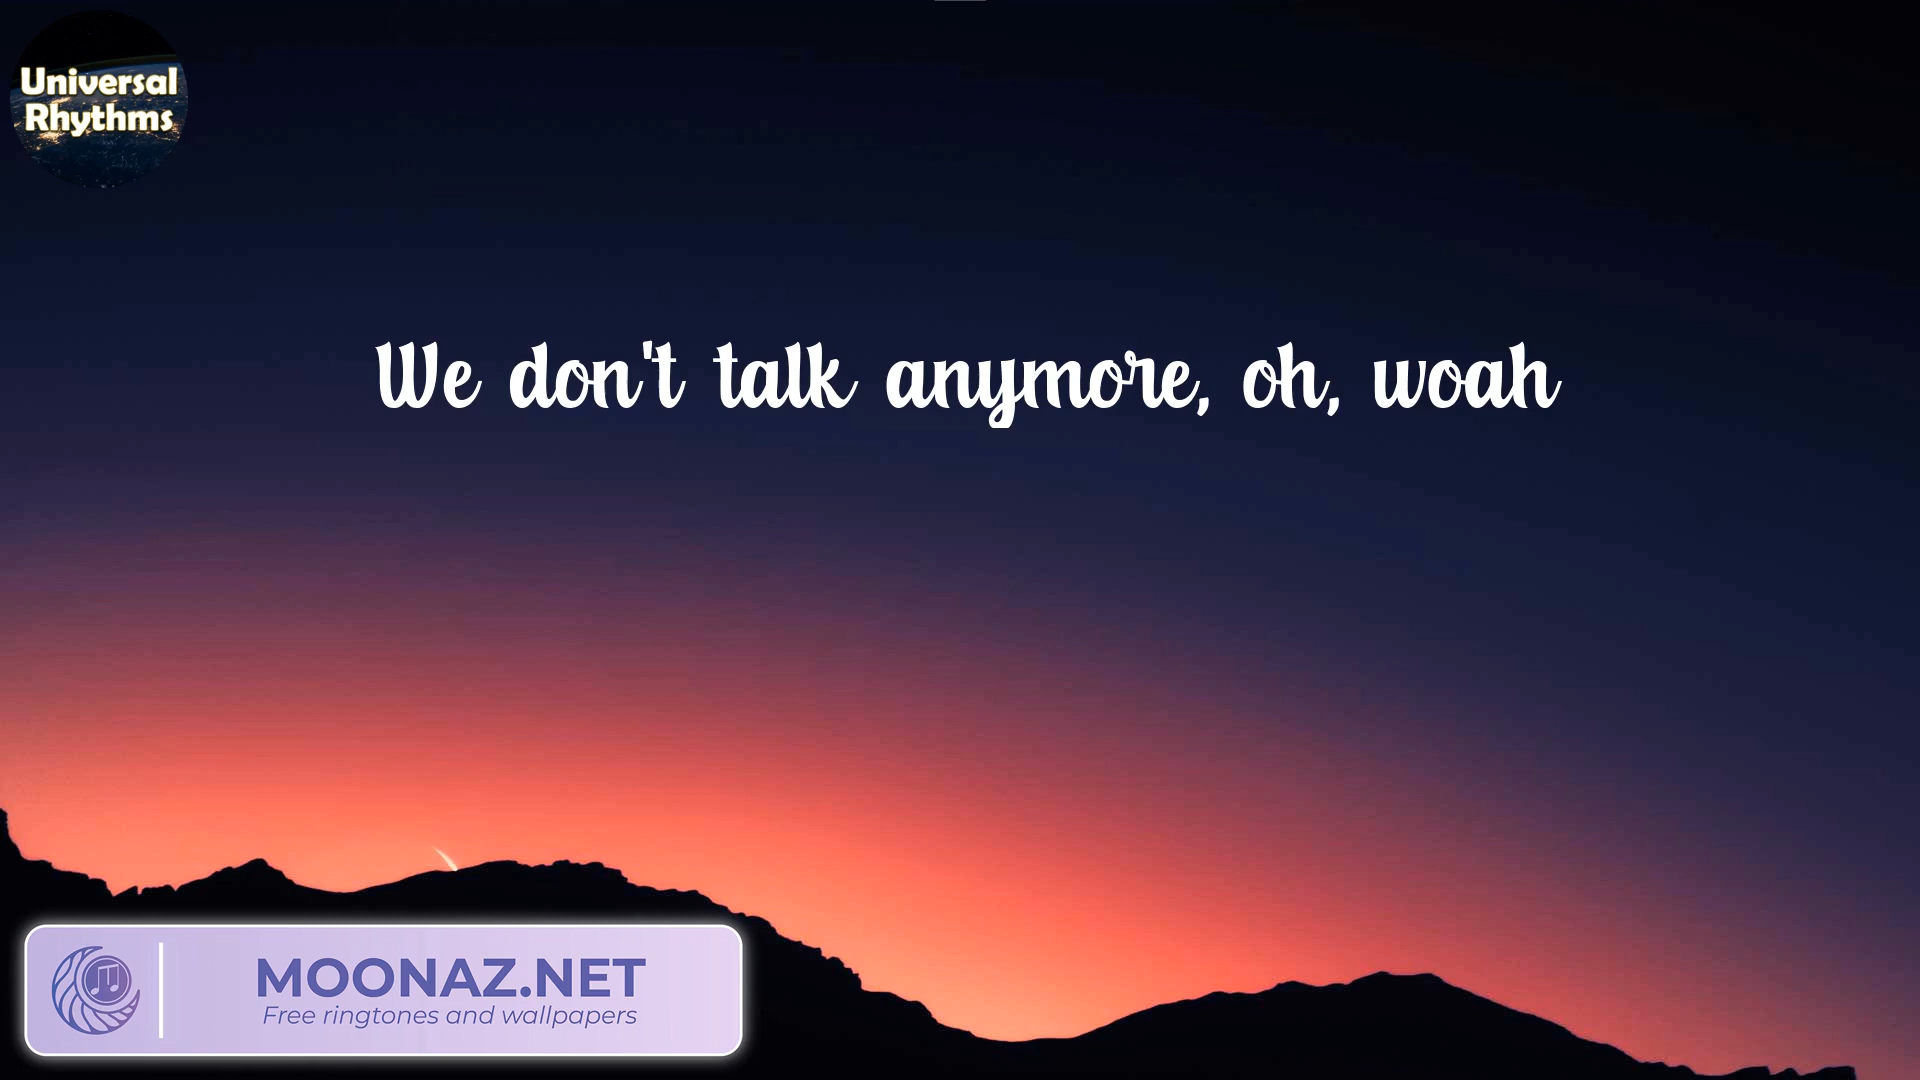 Universal
Rhythms
We don't talk anymore, oh, woah
MOONAZ.NET
Free ringtones and wallpapers